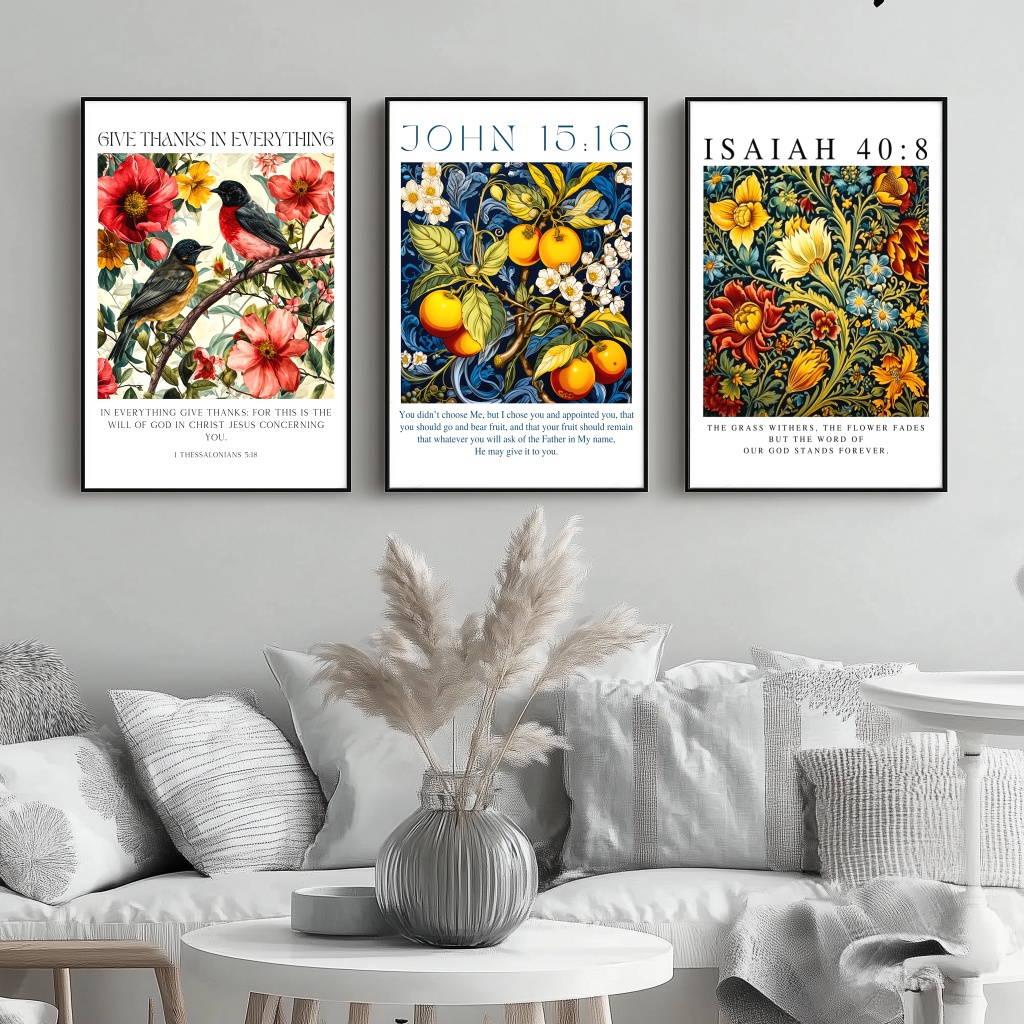 GIVE THANKS IN EVERYTHING
IN EVERYTHING GIVE THANKS: FOR THIS IS THE
WILL OF GOD IN CHRIST JESUS CONCERNING
YOU.
1 THESSALONIANS 5:18
JOHN 15:16
You didn't choose Me, but I chose you and appointed you, that
you should go and bear fruit, and that your fruit should remain
that whatever you will ask of the Father in My name,
He may give it to you.
ISAIAH 40:8
THE GRASS WITHERS, THE FLOWER FADES
BUT THE WORD OF
OUR GOD STANDS FOREVER.